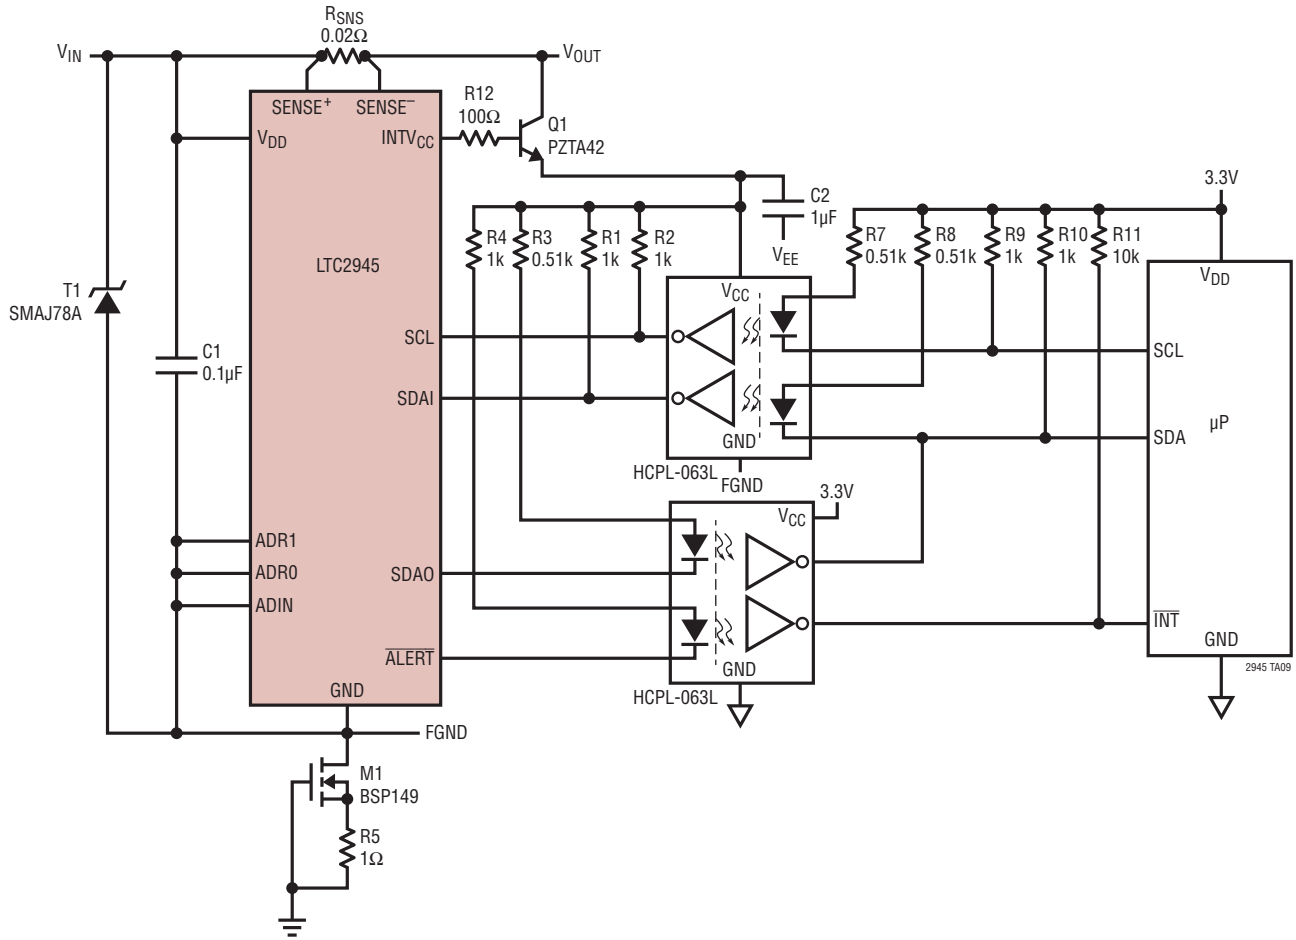 RSNS
0.02Ω
VIN
VOUT
SENSE+ SENSE–
R12
100Ω
VDD
INTVCC
Q1
PZTA42
C2
1µF
VEE
3.3V
R4
1k
R3
0.51k
R1
1k
R2
1k
R7
0.51k
R8
0.51k
R9
1k
R10
1k
R11
10k
LTC2945
VCC
VDD
T1
SMAJ78A
SCL
SCL
C1
0.1µF
SDAI
GND
SDA
µP
HCPL-063L
FGND
3.3V
VCC
ADR1
ADR0
SDAO
ADIN
INT
ALERT
GND
GND
2945 TA09
GND
HCPL-063L
FGND
M1
BSP149
R5
1Ω